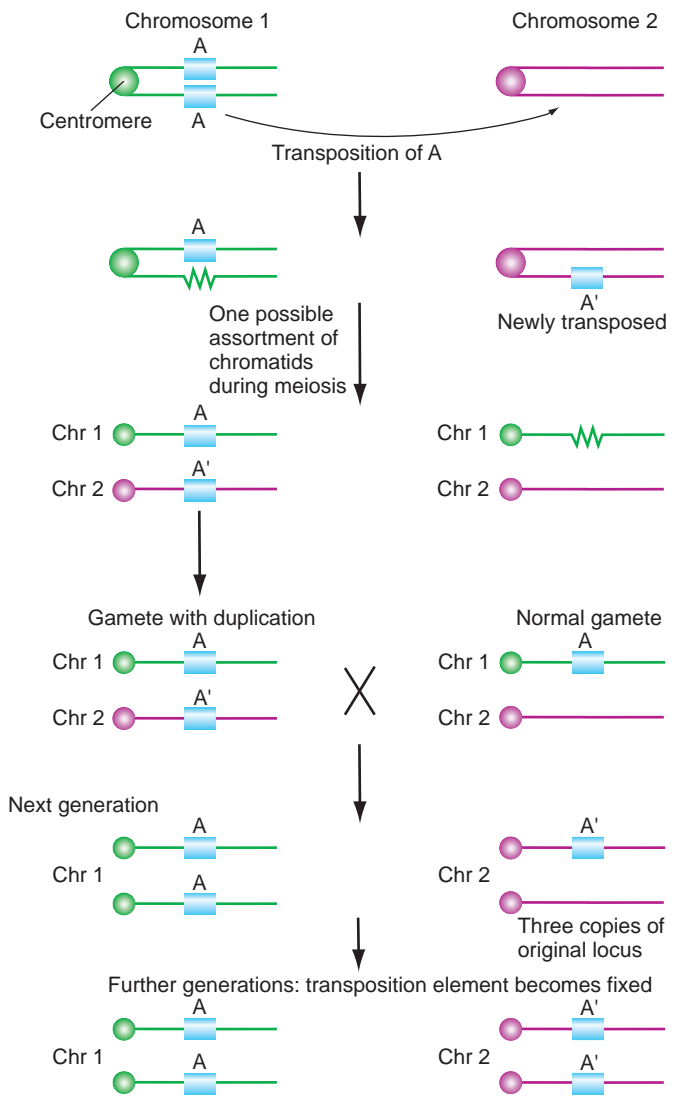 Chromosome 1
Chromosome 2
A
Centromere
A
Transposition of A
A
A'
Newly transposed
One possible
assortment of
chromatids
during meiosis
A
Chr 1
Chr 1
A'
Chr 2
Chr 2
Gamete with duplication
Normal gamete
A
A
Chr 1
Chr 1
A'
Chr 2
Chr 2
Next generation
A
A'
Chr 1
Chr 2
A
Three copies of
original locus
Further generations: transposition element becomes fixed
A
A'
Chr 1
Chr 2
A
A'